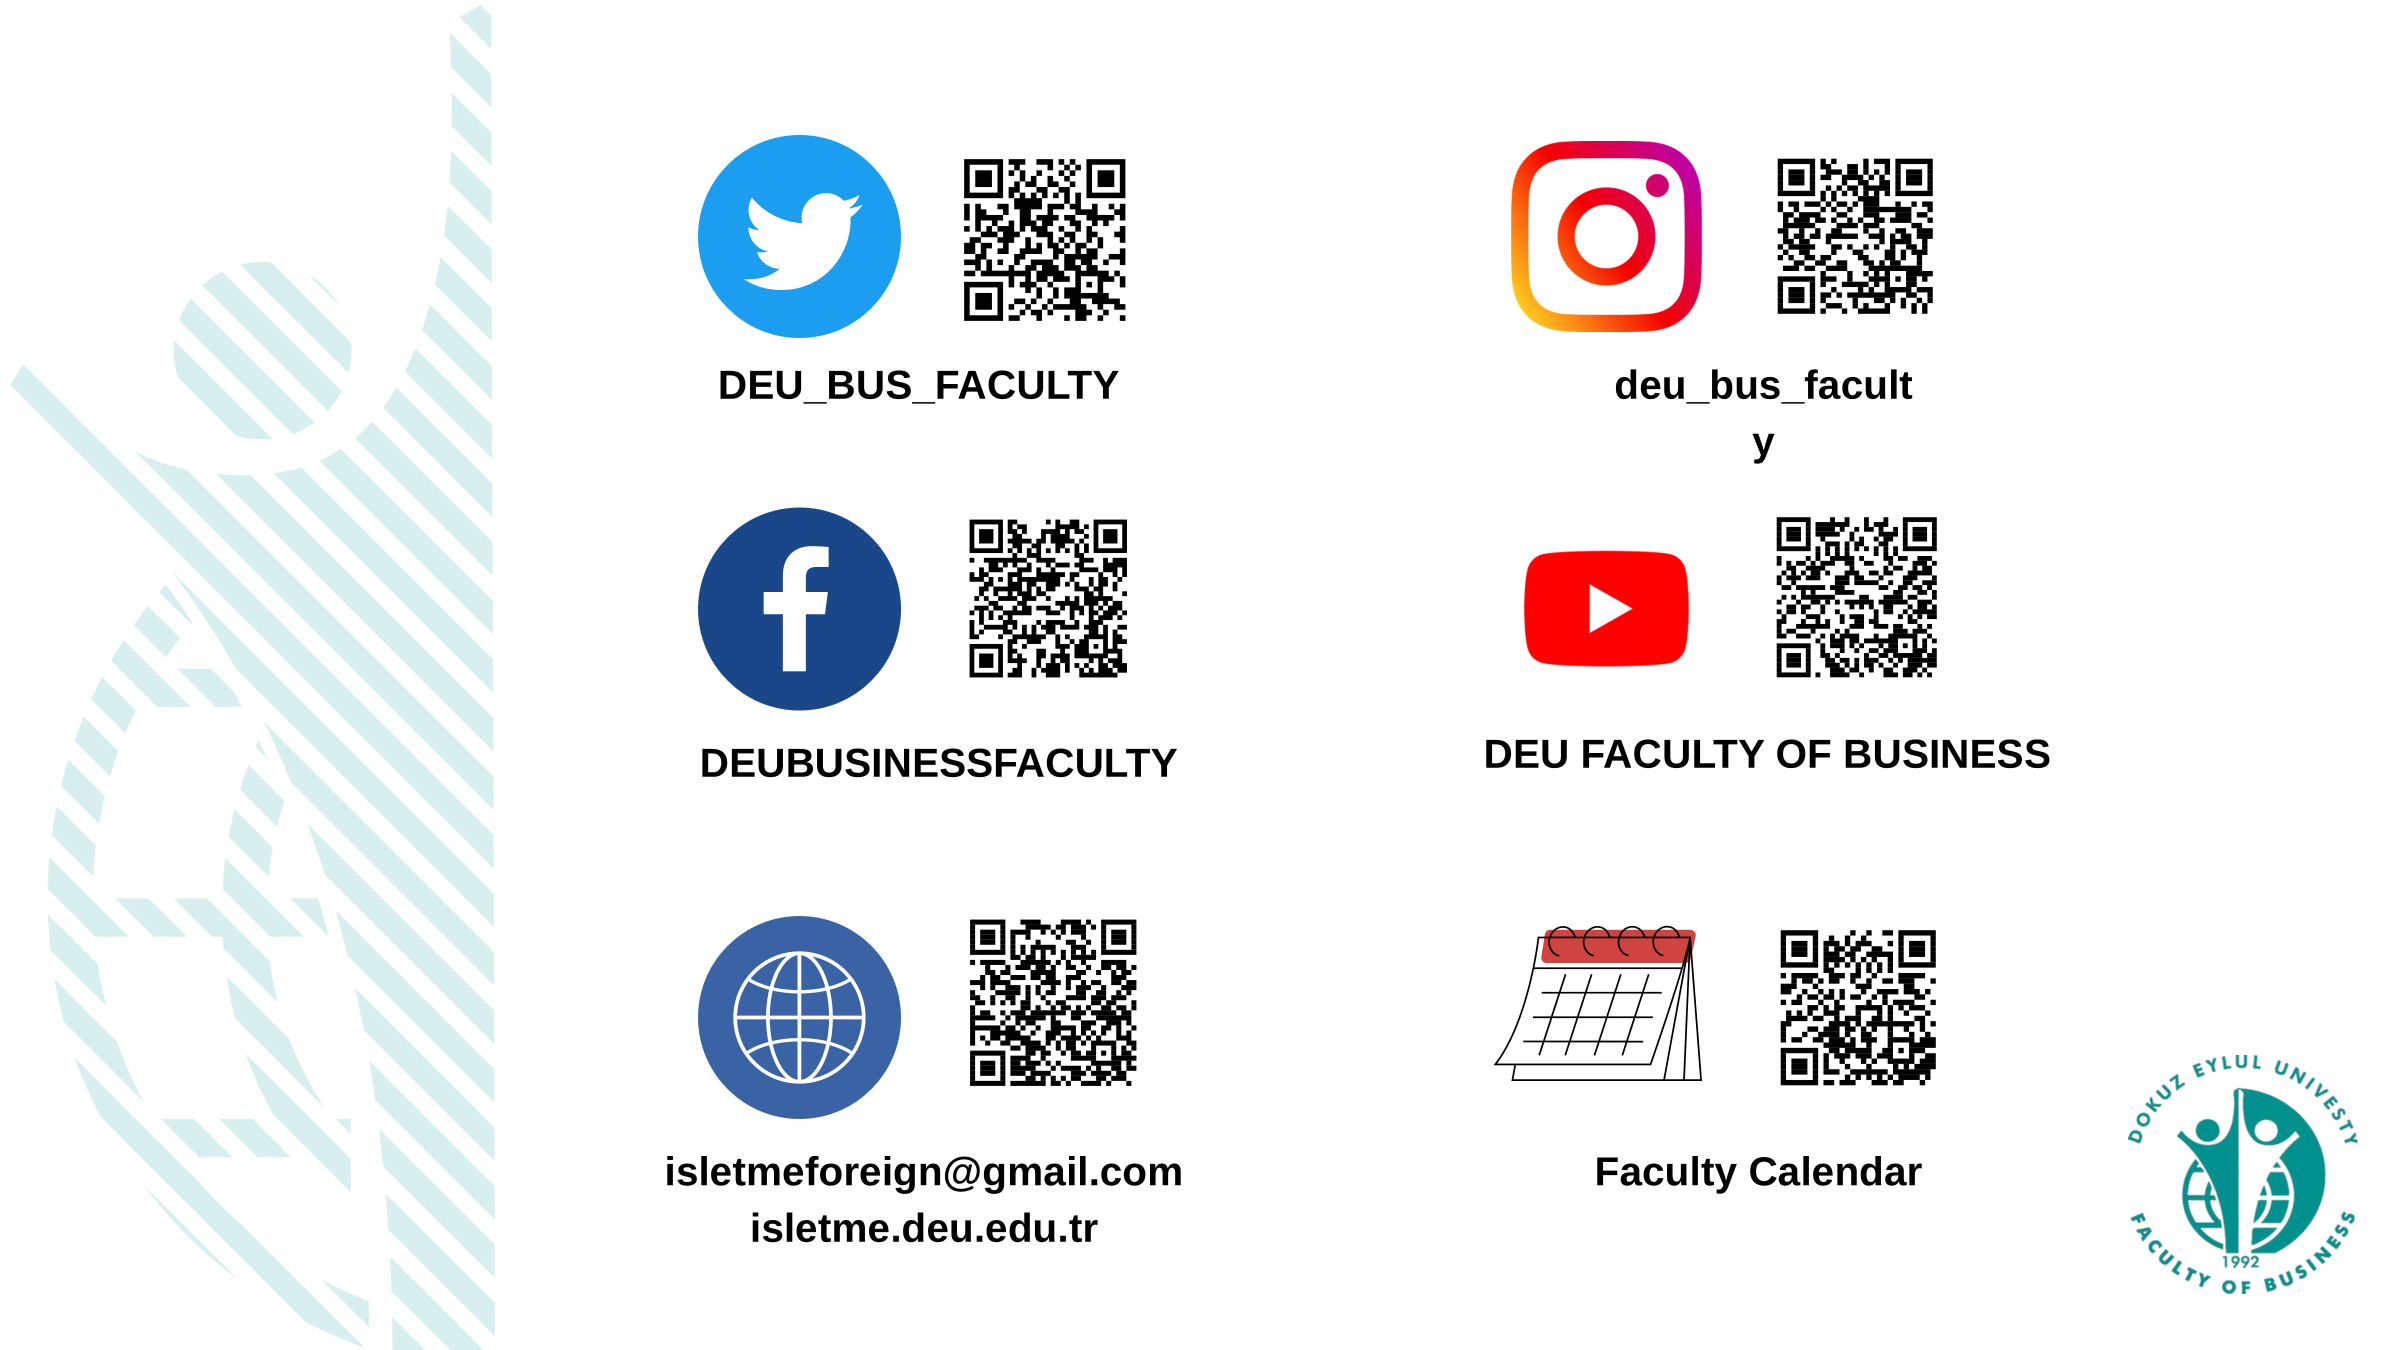 DEU_BUS_FACULTY
deu_bus_facult
y
DEUBUSINESSFACULTY
DEU FACULTY OF BUSINESS
isletmeforeign@gmail.com
isletme.deu.edu.tr
Faculty Calendar
DOKUZ EYLUL UNIVESTY
1992
FACULTY OF BUSINESS